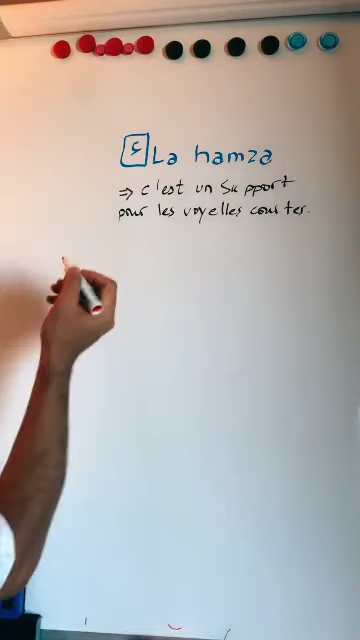 ء La hamza
⇒ c'est un support
pour les voyelles courtes.